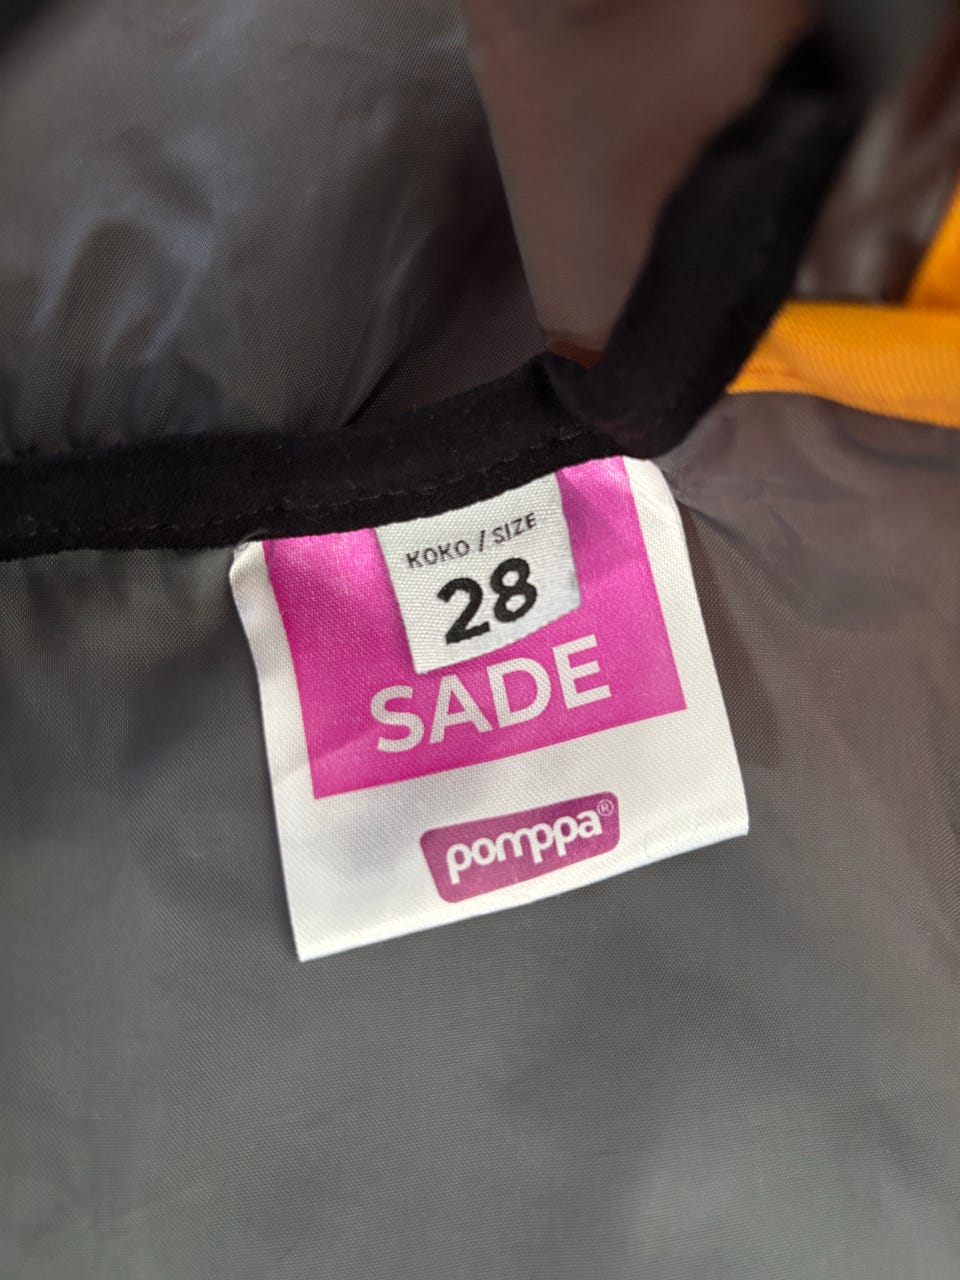 KOKO / SIZE
28
SADE
pomppa®